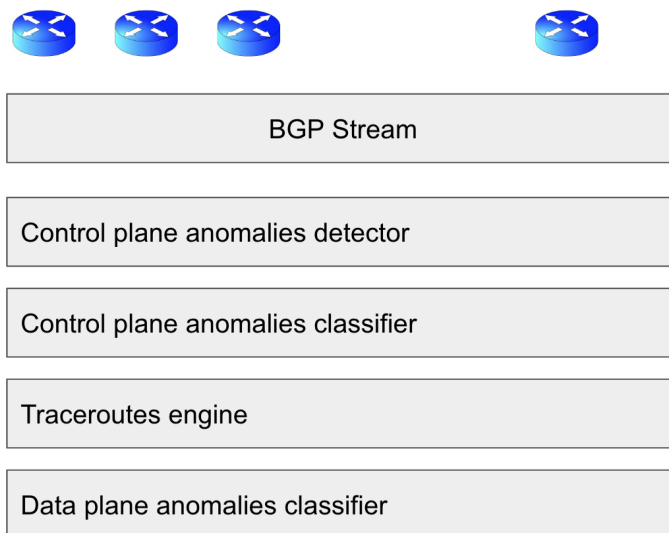 BGP Stream
Control plane anomalies detector
Control plane anomalies classifier
Traceroutes engine
Data plane anomalies classifier